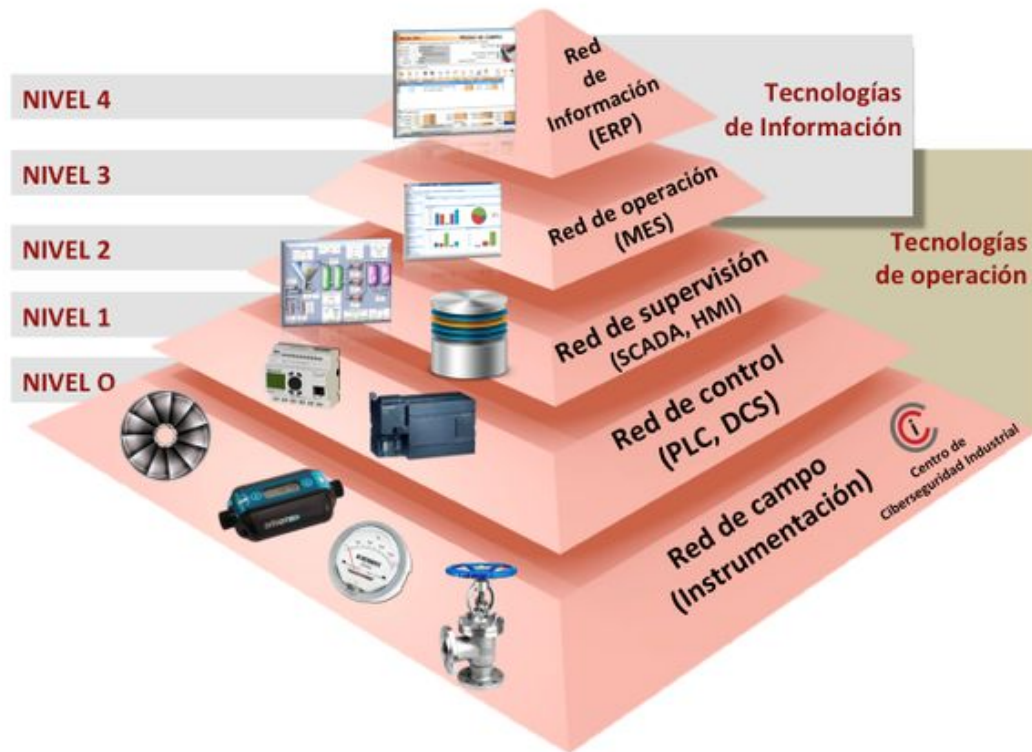 NIVEL 4
NIVEL 3
NIVEL 2
NIVEL 1
NIVEL O
Red
de
Información
(ERP)
Red de operación
(MES)
Red de supervisión
(SCADA, HMI)
Red de control
(PLC, DCS)
Red de campo
(Instrumentación)
Tecnologías
de Información
Tecnologías
de operación
Centro de
Ciberseguridad Industrial